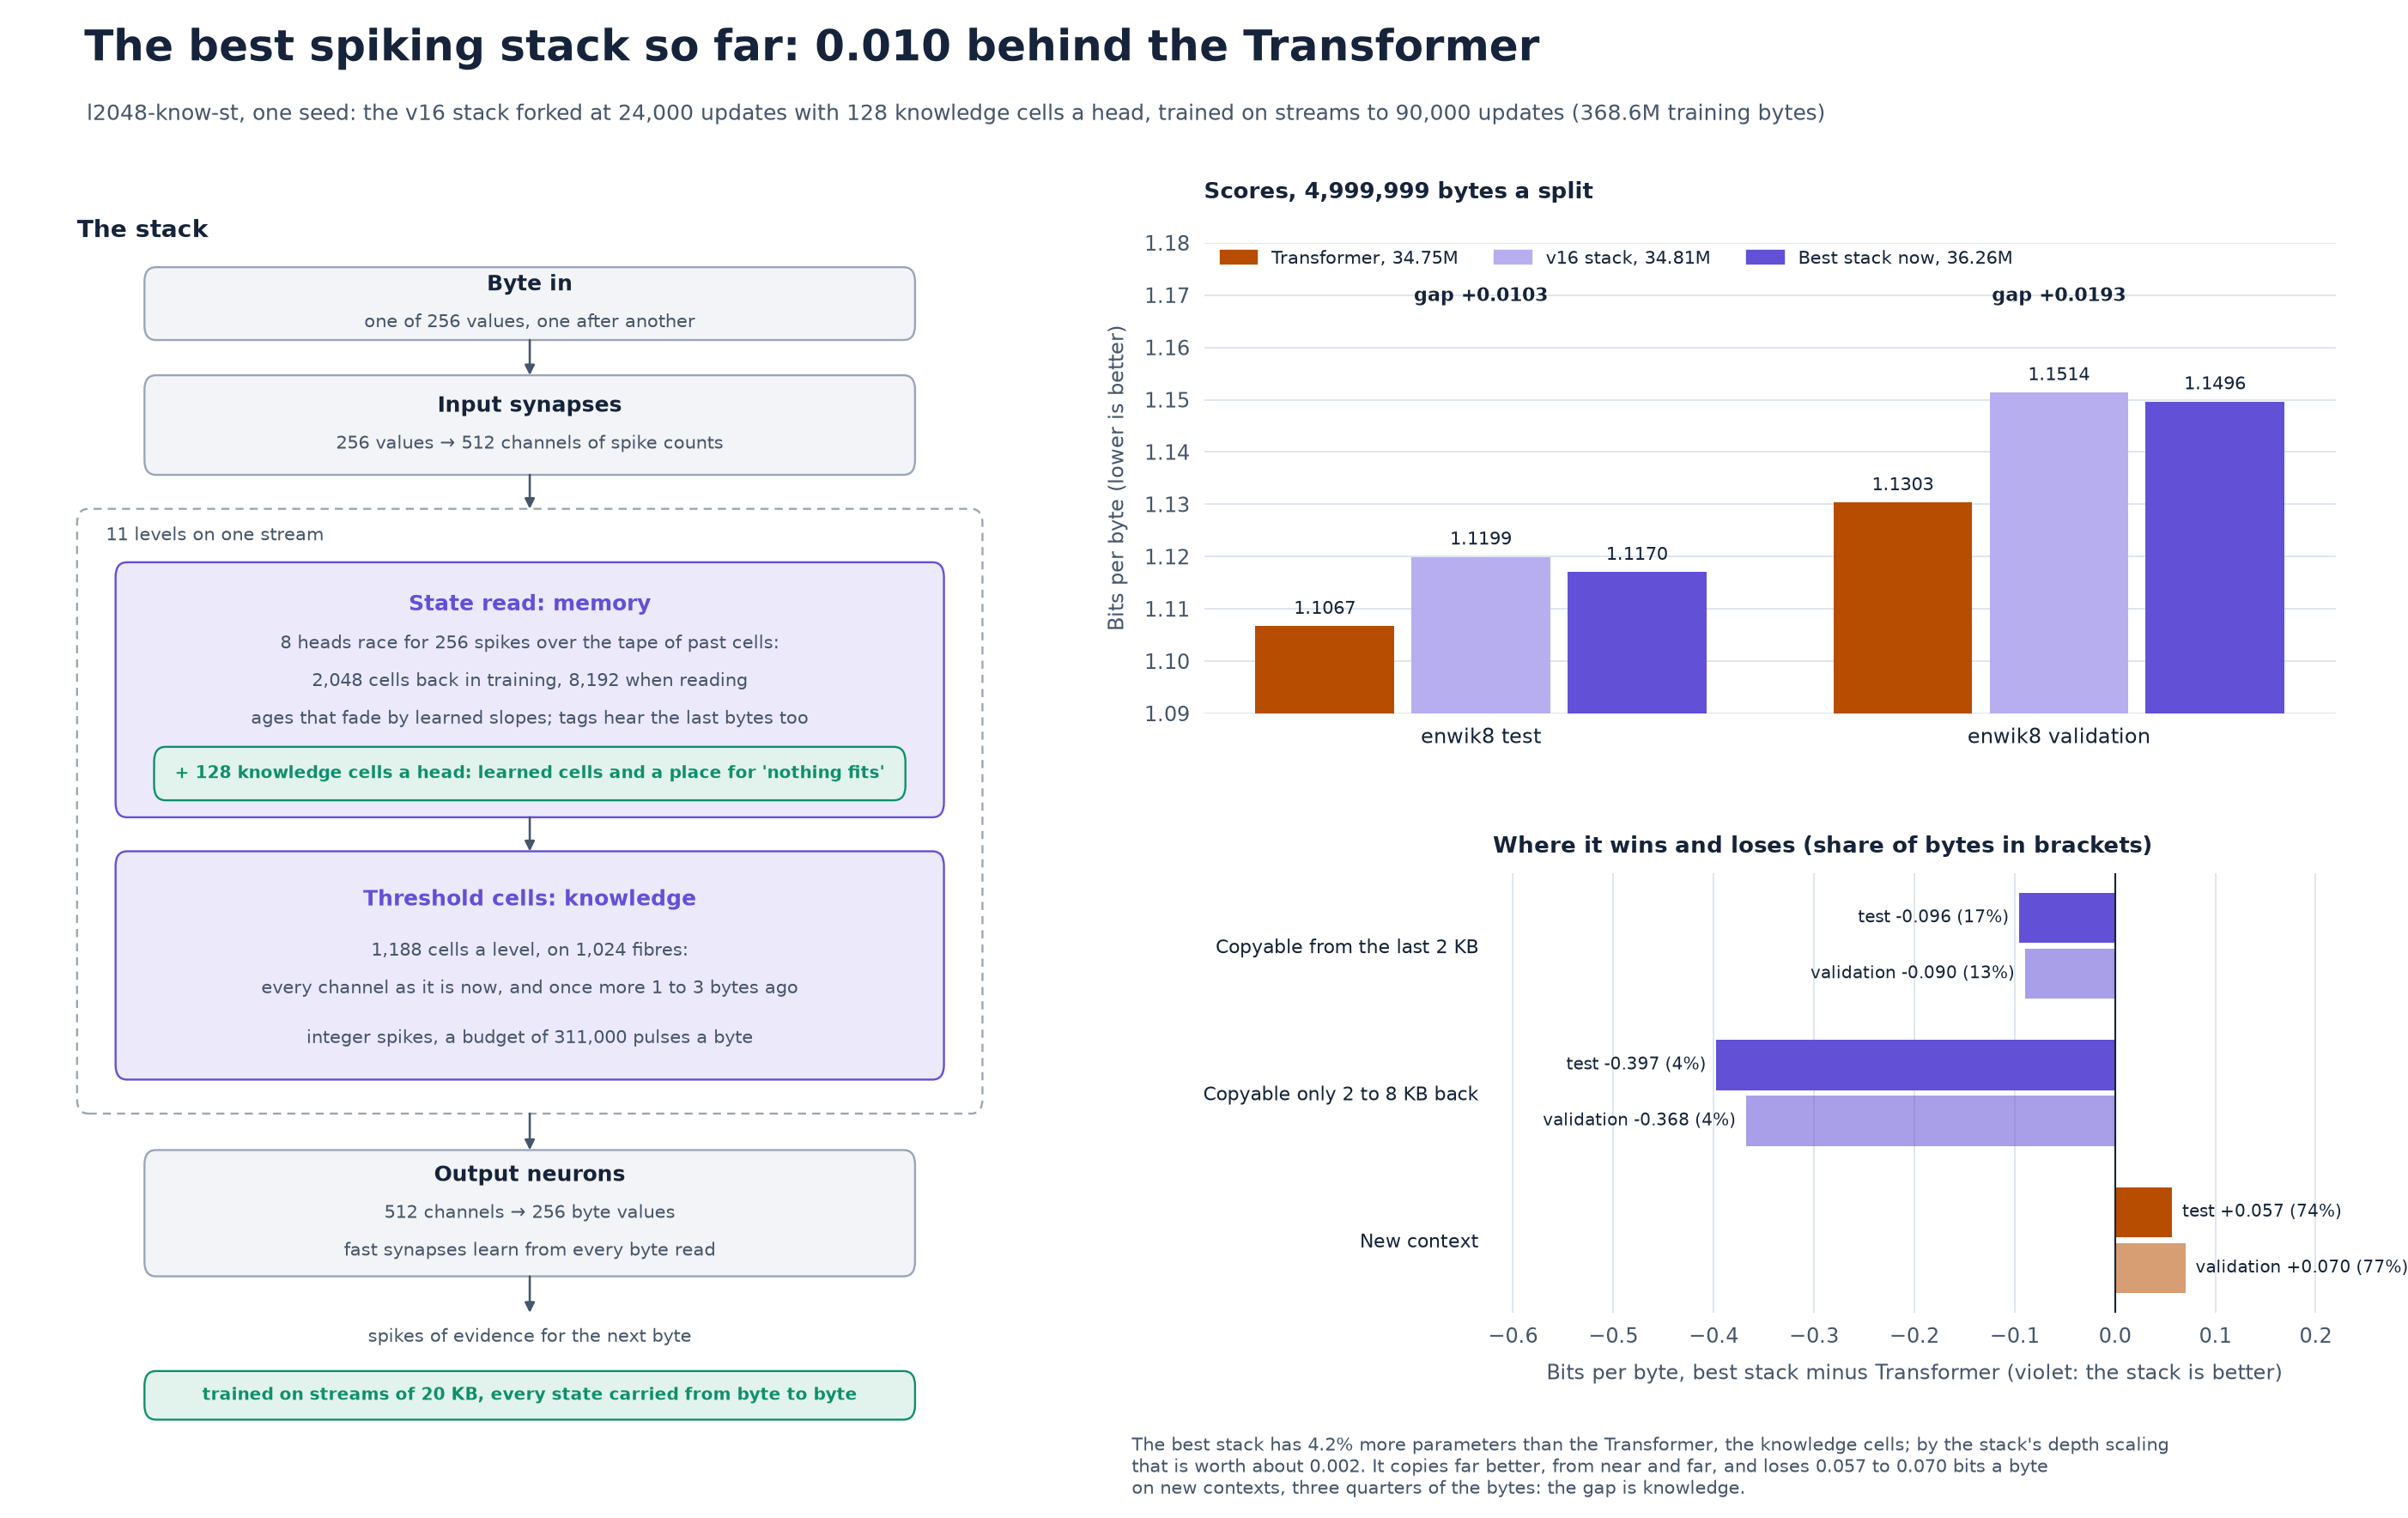 The best spiking stack so far: 0.010 behind the Transformer
l2048-know-st, one seed: the v16 stack forked at 24,000 updates with 128 knowledge cells a head, trained on streams to 90,000 updates (368.6M training bytes)
The stack
Byte in
one of 256 values, one after another
Input synapses
256 values → 512 channels of spike counts
11 levels on one stream
State read: memory
8 heads race for 256 spikes over the tape of past cells:
2,048 cells back in training, 8,192 when reading
ages that fade by learned slopes; tags hear the last bytes too
+ 128 knowledge cells a head: learned cells and a place for 'nothing fits'
Threshold cells: knowledge
1,188 cells a level, on 1,024 fibres:
every channel as it is now, and once more 1 to 3 bytes ago
integer spikes, a budget of 311,000 pulses a byte
Output neurons
512 channels → 256 byte values
fast synapses learn from every byte read
spikes of evidence for the next byte
trained on streams of 20 KB, every state carried from byte to byte
Scores, 4,999,999 bytes a split
Transformer, 34.75M
v16 stack, 34.81M
Best stack now, 36.26M
gap +0.0103
gap +0.0193
Bits per byte (lower is better)
1.18
1.17
1.16
1.15
1.14
1.13
1.12
1.11
1.10
1.09
1.1067
1.1199
1.1170
1.1303
1.1514
1.1496
enwik8 test
enwik8 validation
Where it wins and loses (share of bytes in brackets)
Copyable from the last 2 KB
test -0.096 (17%)
validation -0.090 (13%)
Copyable only 2 to 8 KB back
test -0.397 (4%)
validation -0.368 (4%)
New context
test +0.057 (74%)
validation +0.070 (77%)
−0.6
−0.5
−0.4
−0.3
−0.2
−0.1
0.0
0.1
0.2
Bits per byte, best stack minus Transformer (violet: the stack is better)
The best stack has 4.2% more parameters than the Transformer, the knowledge cells; by the stack's depth scaling
that is worth about 0.002. It copies far better, from near and far, and loses 0.057 to 0.070 bits a byte
on new contexts, three quarters of the bytes: the gap is knowledge.